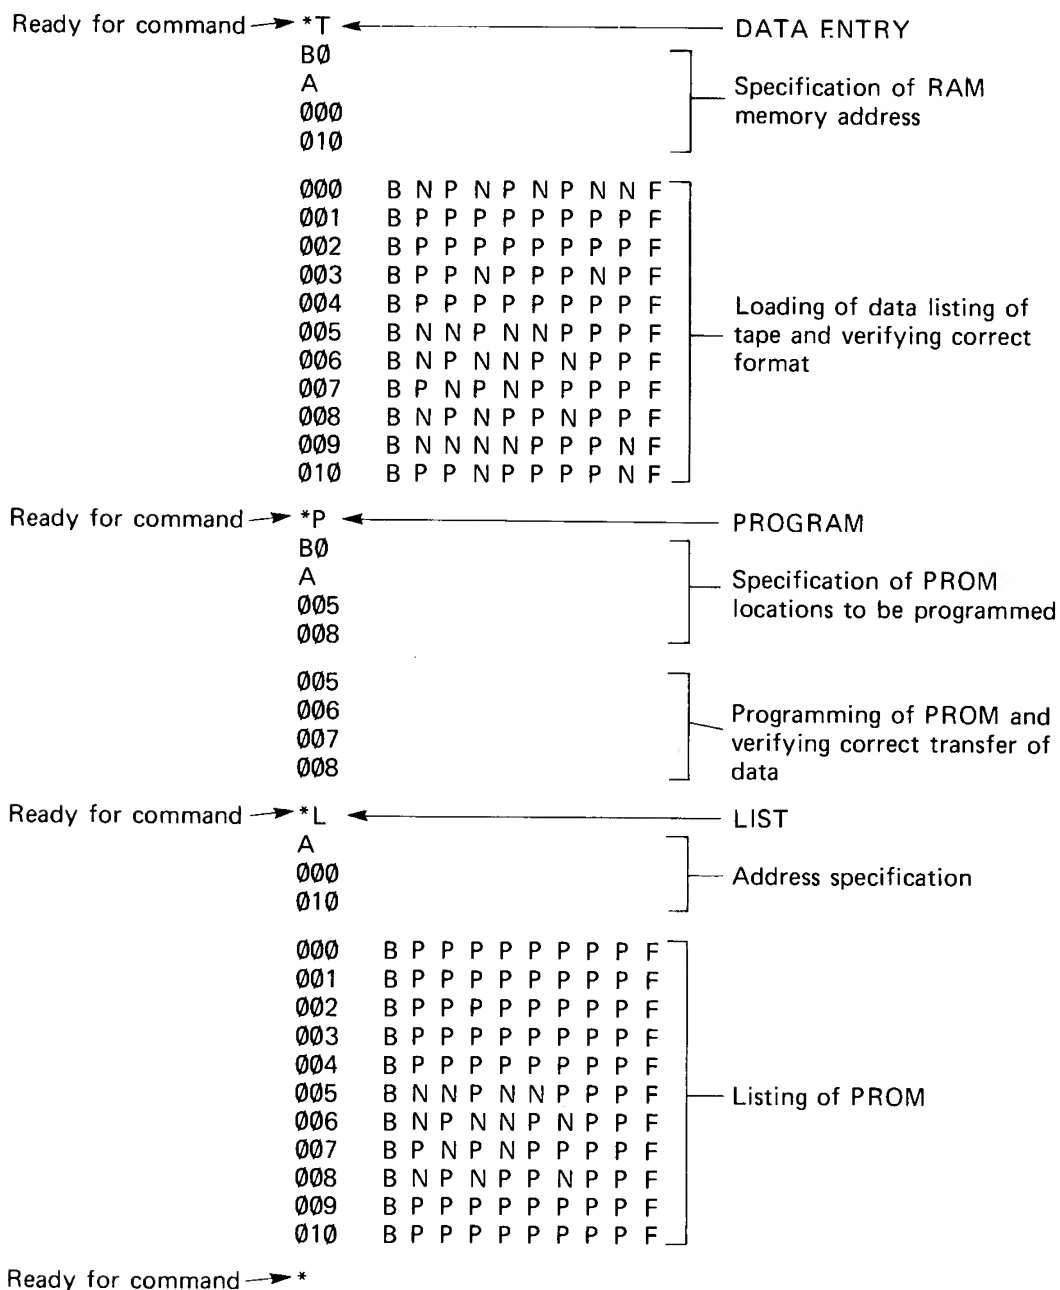 Ready for command *T DATA ENTRY
BØ
A
ØØØ
Ø1Ø
Specification of RAM
memory address
ØØØ B N P N P N P N N F
ØØ1 B P P P P P P P P F
ØØ2 B P P P P P P P P F
ØØ3 B P P N P P P N P F
ØØ4 B P P P P P P P P F
ØØ5 B N N P N N P P P F
ØØ6 B N P N N P N P P F
ØØ7 B P N P N P P P P F
ØØ8 B N P N P P N P P F
ØØ9 B N N N N P P P N F
Ø1Ø B P P N P P P P N F
Loading of data listing of
tape and verifying correct
format
Ready for command *P PROGRAM
BØ
A
ØØ5
ØØ8
Specification of PROM
locations to be programmed
ØØ5
ØØ6
ØØ7
ØØ8
Programming of PROM and
verifying correct transfer of
data
Ready for command *L LIST
A
ØØØ
Ø1Ø
Address specification
ØØØ B P P P P P P P P F
ØØ1 B P P P P P P P P F
ØØ2 B P P P P P P P P F
ØØ3 B P P P P P P P P F
ØØ4 B P P P P P P P P F
ØØ5 B N N P N N P P P F
ØØ6 B N P N N P N P P F
ØØ7 B P N P N P P P P F
ØØ8 B N P N P P N P P F
ØØ9 B P P P P P P P P F
Ø1Ø B P P P P P P P P F
Listing of PROM
Ready for command *